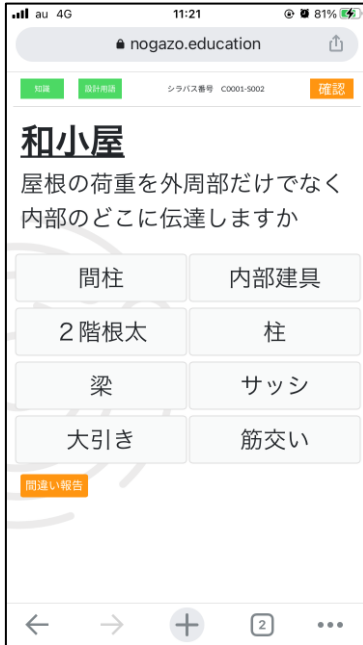 au 4G 11:21 81%
nogazo.education
知識 設計用語 シラバス番号 C0001-S002 確認
和小屋
屋根の荷重を外周部だけでなく
内部のどこに伝達しますか
間柱 内部建具
２階根太 柱
梁 サッシ
大引き 筋交い
間違い報告
2